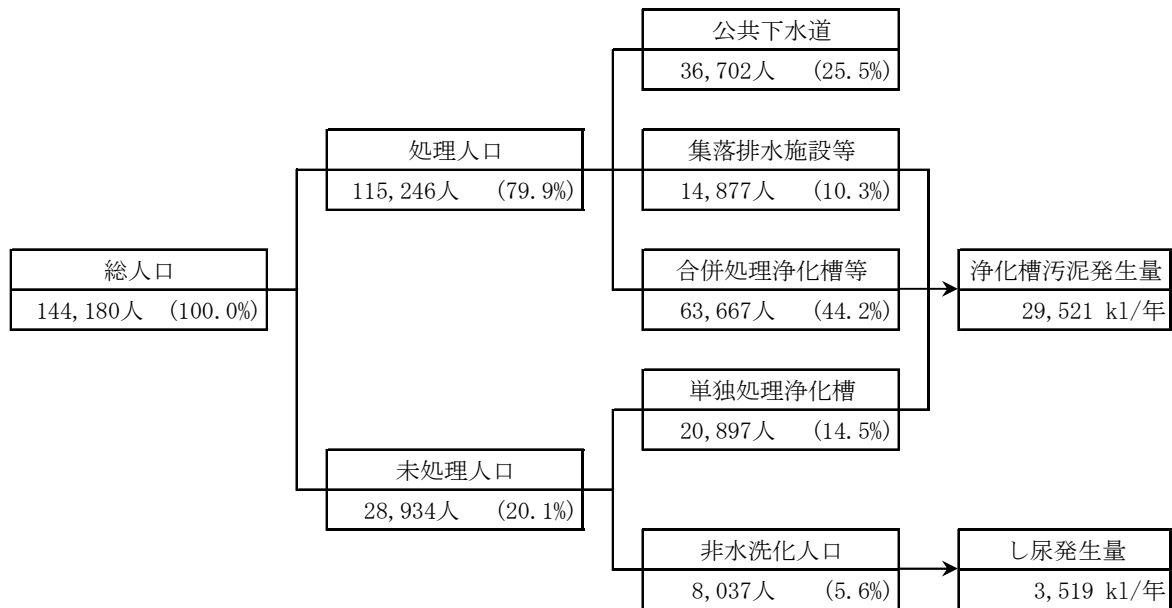 公共下水道
36,702人 (25.5%)
処理人口
115,246人 (79.9%)
集落排水施設等
14,877人 (10.3%)
総人口
144,180人 (100.0%)
合併処理浄化槽等
63,667人 (44.2%)
浄化槽汚泥発生量
29,521 kl/年
単独処理浄化槽
20,897人 (14.5%)
未処理人口
28,934人 (20.1%)
非水洗化人口
8,037人 (5.6%)
し尿発生量
3,519 kl/年